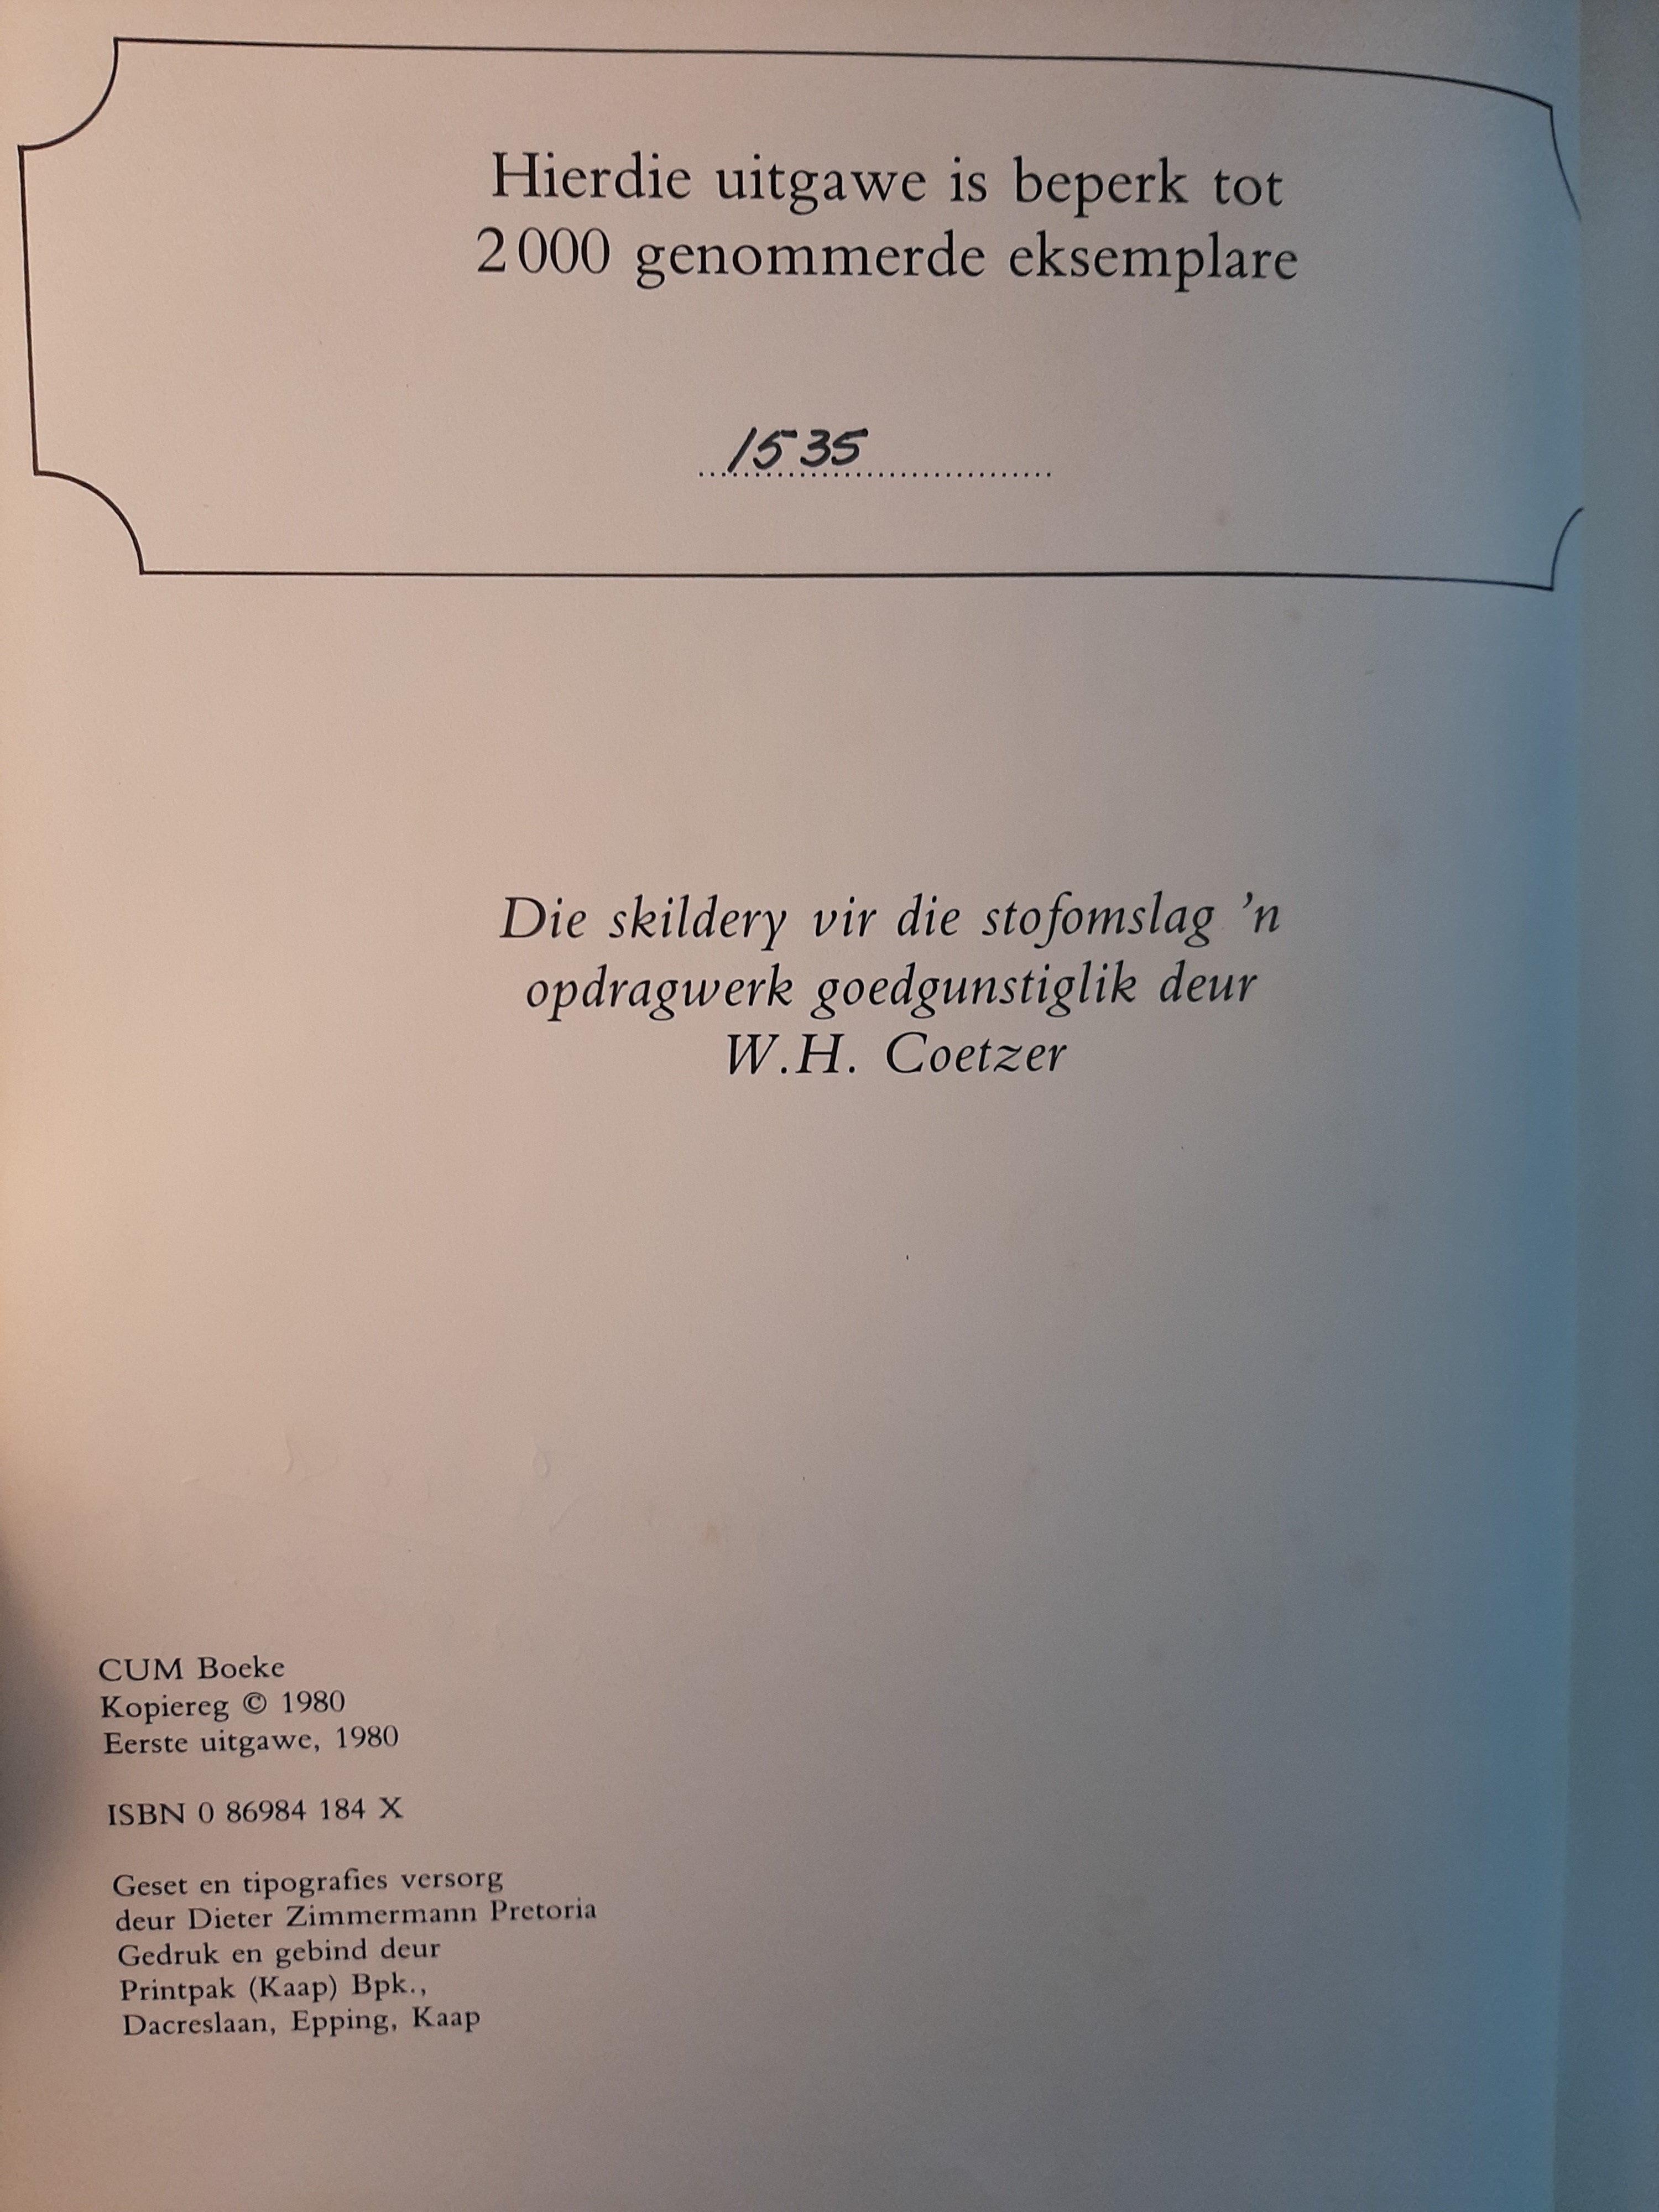 Hierdie uitgawe is beperk tot
2 000 genommerde eksemplare
1535
Die skildery vir die stofomslag 'n
opdragwerk goedgunstiglik deur
W.H. Coetzer
CUM Boeke
Kopiereg © 1980
Eerste uitgawe, 1980
ISBN 0 86984 184 X
Geset en tipografies versorg
deur Dieter Zimmermann Pretoria
Gedruk en gebind deur
Printpak (Kaap) Bpk.,
Dacreslaan, Epping, Kaap